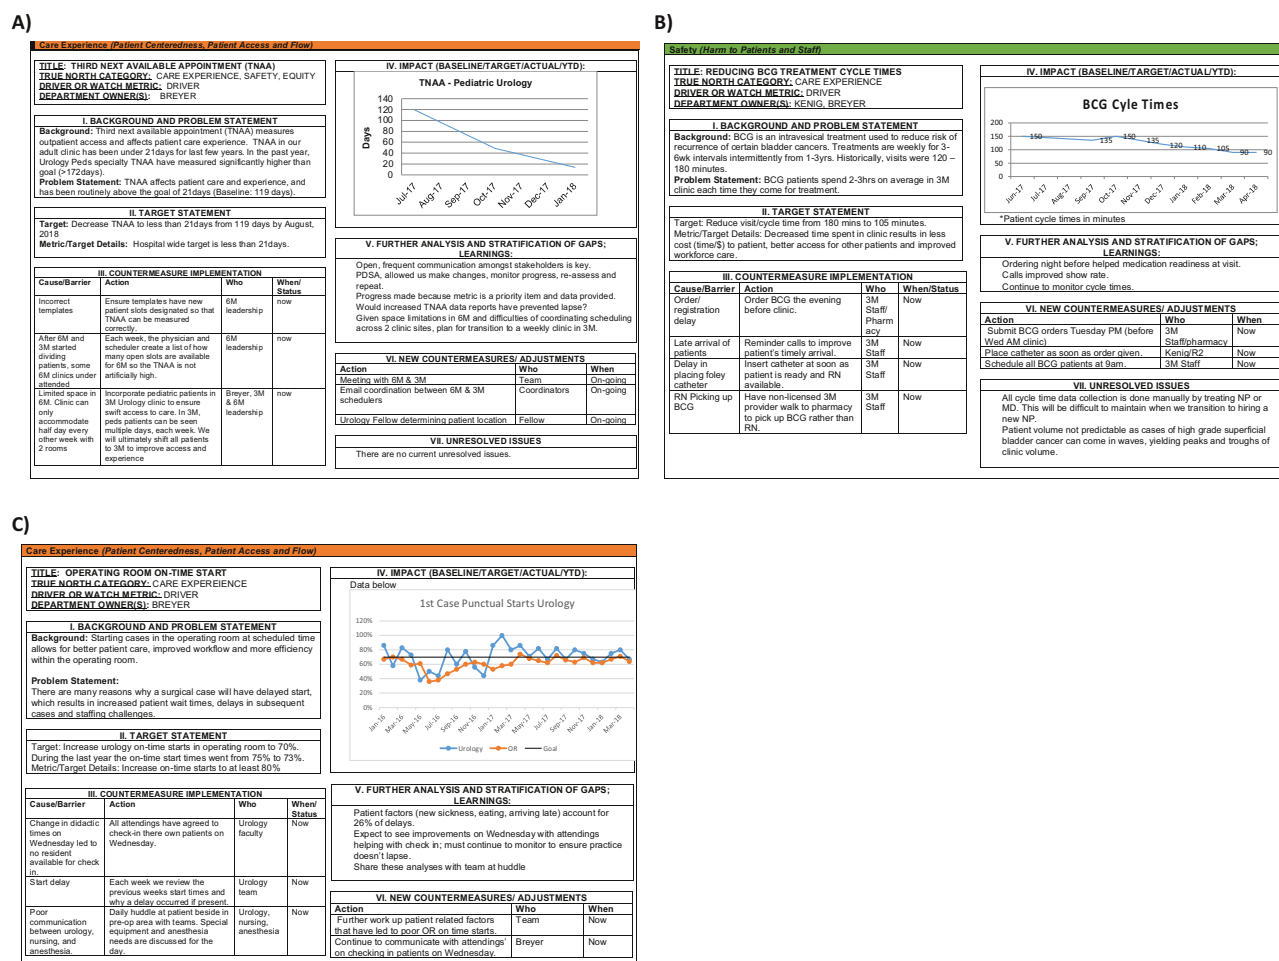 A)
Care Experience (Patient Centeredness, Patient Access and Flow)
TITLE: THIRD NEXT AVAILABLE APPOINTMENT (TNAA)
TRUE NORTH CATEGORY: CARE EXPERIENCE, SAFETY, EQUITY
DRIVER OR WATCH METRIC: DRIVER
DEPARTMENT OWNER(S): BREYER
I. BACKGROUND AND PROBLEM STATEMENT
Background: Third next available appointment (TNAA) measures
outpatient access and affects patient care experience. TNAA in our
adult clinic has been under 21days for last few years. In the past year,
Urology Peds specialty TNAA have measured significantly higher than
goal (>172days).
Problem Statement: TNAA affects patient care and experience, and
has been routinely above the goal of 21days (Baseline: 119 days).
II. TARGET STATEMENT
Target: Decrease TNAA to less than 21days from 119 days by August,
2018
Metric/Target Details: Hospital wide target is less than 21days.
III. COUNTERMEASURE IMPLEMENTATION
Cause/Barrier Action Who When/
Status
Incorrect
templates
Ensure templates have new
patient slots designated so that
TNAA can be measured
correctly.
6M
leadership
now
After 6M and
3M started
dividing
patients, some
6M clinics under
attended
Each week, the physician and
scheduler create a list of how
many open slots are available
for 6M so the TNAA is not
artificially high.
6M
leadership
now
Limited space in
6M. Clinic can
only
accommodate
half day every
other week with
2 rooms
Incorporate pediatric patients in
3M Urology clinic to ensure
swift access to care. In 3M,
peds patients can be seen
multiple days, each week. We
will ultimately shift all patients
to 3M to improve access and
experience
Breyer, 3M
& 6M
leadership
now
IV. IMPACT (BASELINE/TARGET/ACTUAL/YTD):
TNAA - Pediatric Urology
Days
140
120
100
80
60
40
20
0
Jul-17
Aug-17
Sep-17
Oct-17
Nov-17
Dec-17
Jan-18
V. FURTHER ANALYSIS AND STRATIFICATION OF GAPS;
LEARNINGS:
Open, frequent communication amongst stakeholders is key.
PDSA, allowed us make changes, monitor progress, re-assess and
repeat.
Progress made because metric is a priority item and data provided.
Would increased TNAA data reports have prevented lapse?
Given space limitations in 6M and difficulties of coordinating scheduling
across 2 clinic sites, plan for transition to a weekly clinic in 3M.
VI. NEW COUNTERMEASURES/ ADJUSTMENTS
Action Who When
Meeting with 6M & 3M Team On-going
Email coordination between 6M & 3M
schedulers
Coordinators On-going
Urology Fellow determining patient location Fellow On-going
VII. UNRESOLVED ISSUES
There are no current unresolved issues.
B)
Safety (Harm to Patients and Staff)
TITLE: REDUCING BCG TREATMENT CYCLE TIMES
TRUE NORTH CATEGORY: CARE EXPERIENCE
DRIVER OR WATCH METRIC: DRIVER
DEPARTMENT OWNER(S): KENIG, BREYER
I. BACKGROUND AND PROBLEM STATEMENT
Background: BCG is an intravesical treatment used to reduce risk of
recurrence of certain bladder cancers. Treatments are weekly for 3-
6wk intervals intermittently from 1-3yrs. Historically, visits were 120 –
180 minutes.
Problem Statement: BCG patients spend 2-3hrs on average in 3M
clinic each time they come for treatment.
II. TARGET STATEMENT
Target: Reduce visit/cycle time from 180 mins to 105 minutes.
Metric/Target Details: Decreased time spent in clinic results in less
cost (time/$) to patient, better access for other patients and improved
workforce care.
III. COUNTERMEASURE IMPLEMENTATION
Cause/Barrier Action Who When/Status
Order/
registration
delay
Order BCG the evening
before clinic.
3M
Staff/
Pharm
acy
Now
Late arrival of
patients
Reminder calls to improve
patient's timely arrival.
3M
Staff
Now
Delay in
placing foley
catheter
Insert catheter as soon as
patient is ready and RN
available.
3M
Staff
Now
RN Picking up
BCG
Have non-licensed 3M
provider walk to pharmacy
to pick up BCG rather than
RN.
3M
Staff
Now
IV. IMPACT (BASELINE/TARGET/ACTUAL/YTD):
BCG Cyle Times
200
150
100
50
0
150 135 150 135 120 110 105 90 90
Jun-17
Jul-17
Aug-17
Sep-17
Oct-17
Nov-17
Dec-17
Jan-18
Feb-18
Mar-18
Apr-18
*Patient cycle times in minutes
V. FURTHER ANALYSIS AND STRATIFICATION OF GAPS;
LEARNINGS:
Ordering night before helped medication readiness at visit.
Calls improved show rate.
Continue to monitor cycle times.
VI. NEW COUNTERMEASURES/ ADJUSTMENTS
Action Who When
Submit BCG orders Tuesday PM (before
Wed AM clinic)
3M
Staff/pharmacy
Now
Place catheter as soon as order given. Kenig/R2 Now
Schedule all BCG patients at 9am. 3M Staff Now
VII. UNRESOLVED ISSUES
All cycle time data collection is done manually by treating NP or
MD. This will be difficult to maintain when we transition to hiring a
new NP.
Patient volume not predictable as cases of high grade superficial
bladder cancer can come in waves, yielding peaks and troughs of
clinic volume.
C)
Care Experience (Patient Centeredness, Patient Access and Flow)
TITLE: OPERATING ROOM ON-TIME START
TRUE NORTH CATEGORY: CARE EXPEREIENCE
DRIVER OR WATCH METRIC: DRIVER
DEPARTMENT OWNER(S): BREYER
I. BACKGROUND AND PROBLEM STATEMENT
Background: Starting cases in the operating room at scheduled time
allows for better patient care, improved workflow and more efficiency
within the operating room.
Problem Statement:
There are many reasons why a surgical case will have delayed start,
which results in increased patient wait times, delays in subsequent
cases and staffing challenges.
II. TARGET STATEMENT
Target: Increase urology on-time starts in operating room to 70%.
During the last year the on-time start times went from 75% to 73%.
Metric/Target Details: Increase on-time starts to at least 80%
III. COUNTERMEASURE IMPLEMENTATION
Cause/Barrier Action Who When/
Status
Change in didactic
times on
Wednesday led to
no resident
available for check
in.
All attendings have agreed to
check-in there own patients on
Wednesday.
Urology
faculty
Now
Start delay
Each week we review the
previous weeks start times and
why a delay occurred if present.
Urology
team
Now
Poor
communication
between urology,
nursing, and
anesthesia.
Daily huddle at patient beside in
pre-op area with teams. Special
equipment and anesthesia
needs are discussed for the
day.
Urology,
nursing,
anesthesia
Now
IV. IMPACT (BASELINE/TARGET/ACTUAL/YTD):
Data below
1st Case Punctual Starts Urology
120%
100%
80%
60%
40%
20%
0%
Jan-16
Mar-16
May-16
Jul-16
Sep-16
Nov-16
Jan-17
Mar-17
May-17
Jul-17
Sep-17
Nov-17
Jan-18
Mar-18
Urology OR Goal
V. FURTHER ANALYSIS AND STRATIFICATION OF GAPS;
LEARNINGS:
Patient factors (new sickness, eating, arriving late) account for
26% of delays.
Expect to see improvements on Wednesday with attendings
helping with check in; must continue to monitor to ensure practice
doesn't lapse.
Share these analyses with team at huddle
VI. NEW COUNTERMEASURES/ ADJUSTMENTS
Action Who When
Further work up patient related factors
that have led to poor OR on time starts.
Team Now
Continue to communicate with attendings'
on checking in patients on Wednesday.
Breyer Now